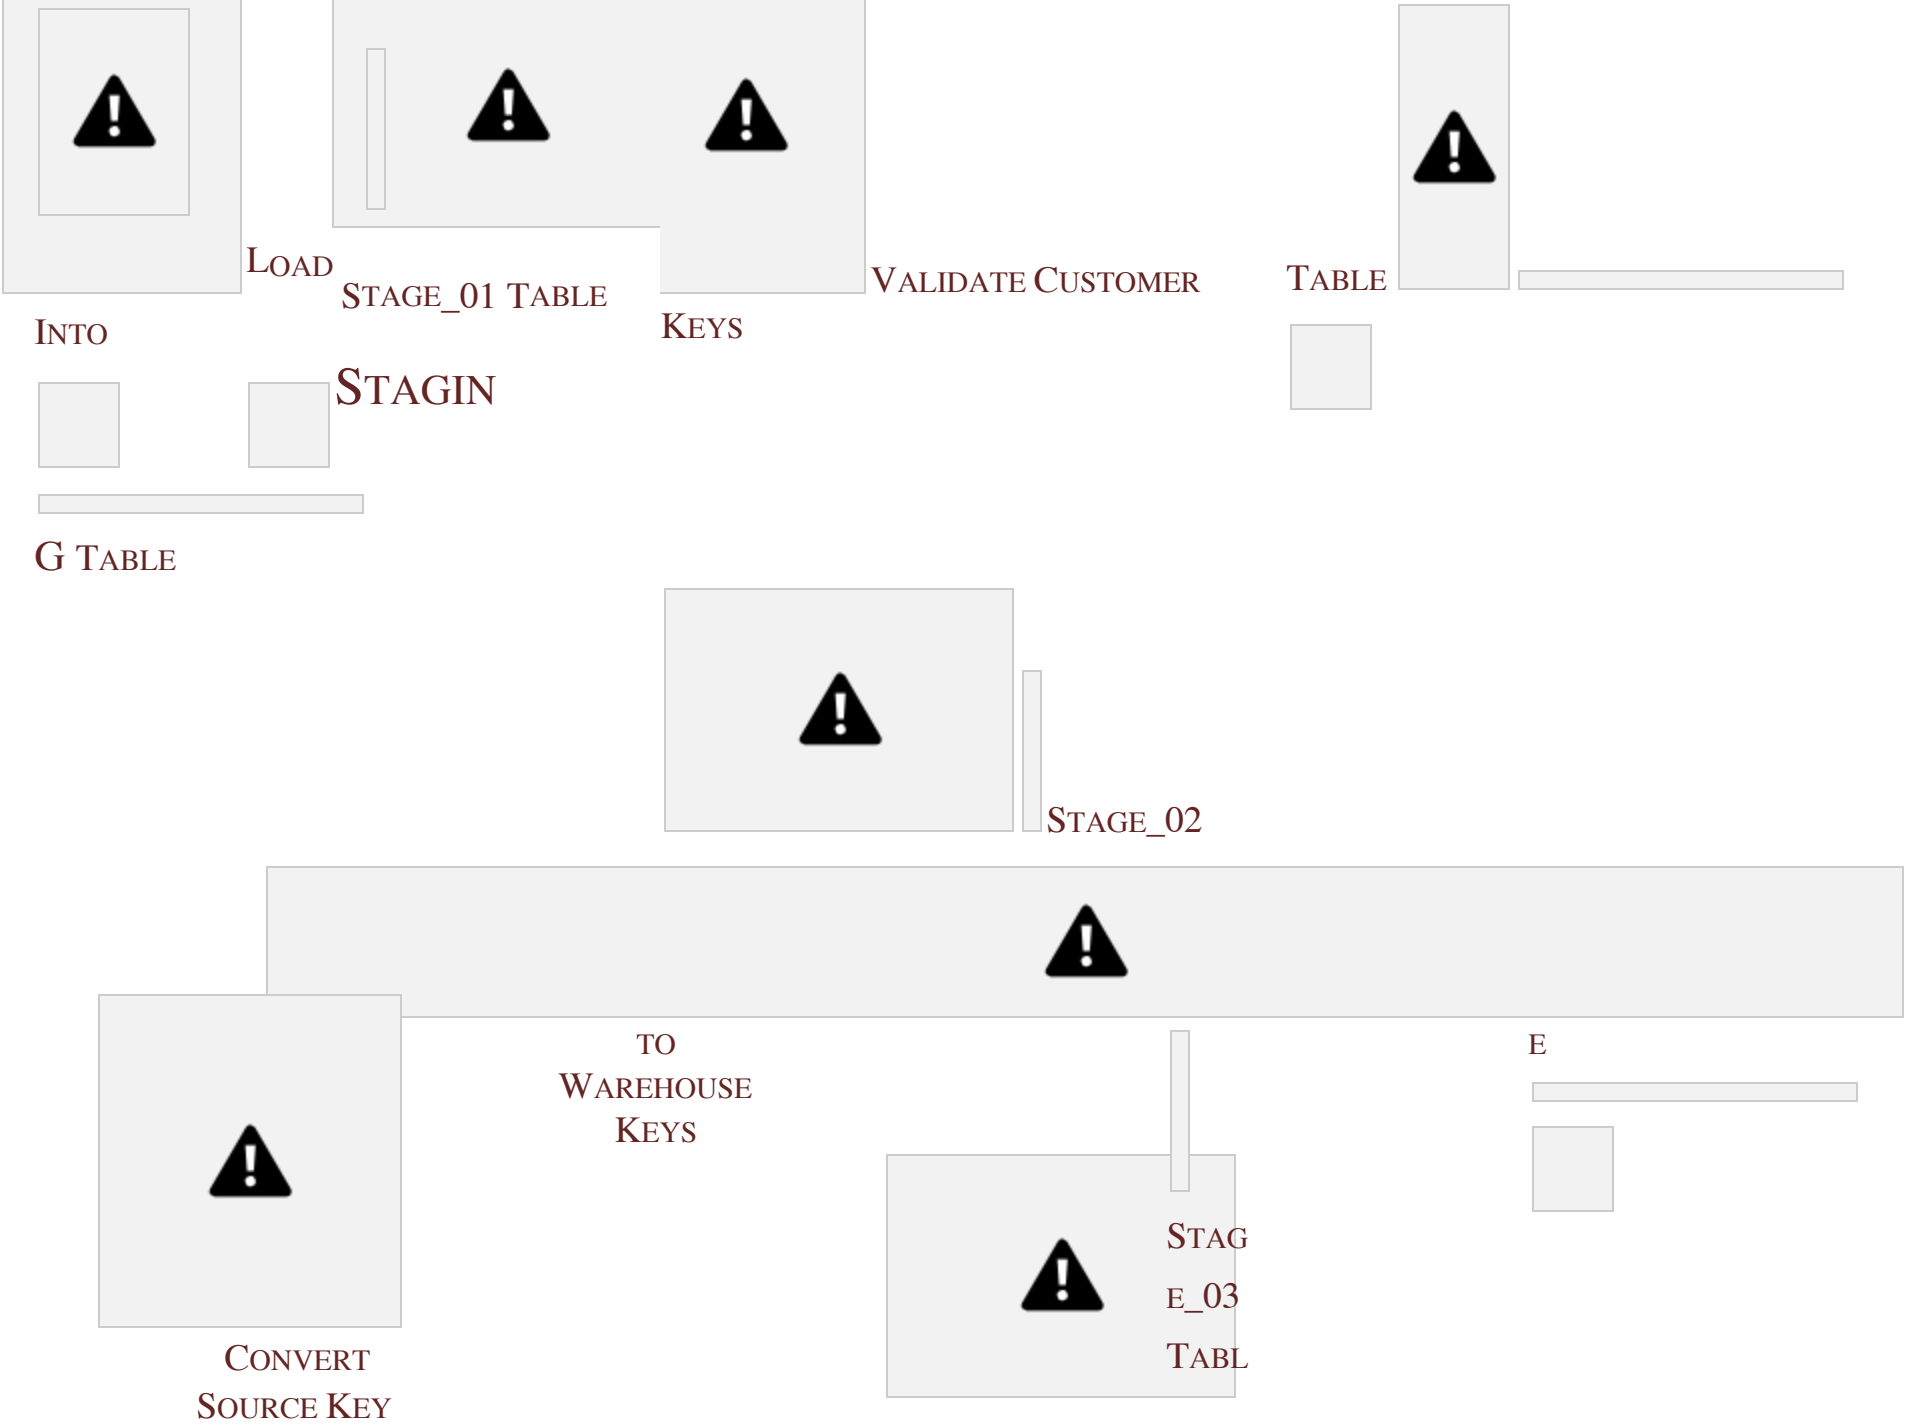 Load
Stage_01 Table
Validate Customer
Table
Into
Keys
Stagin
g Table
Stage_02
to
Warehouse
Keys
e
Stag
e_03
Tabl
Convert
Source Key